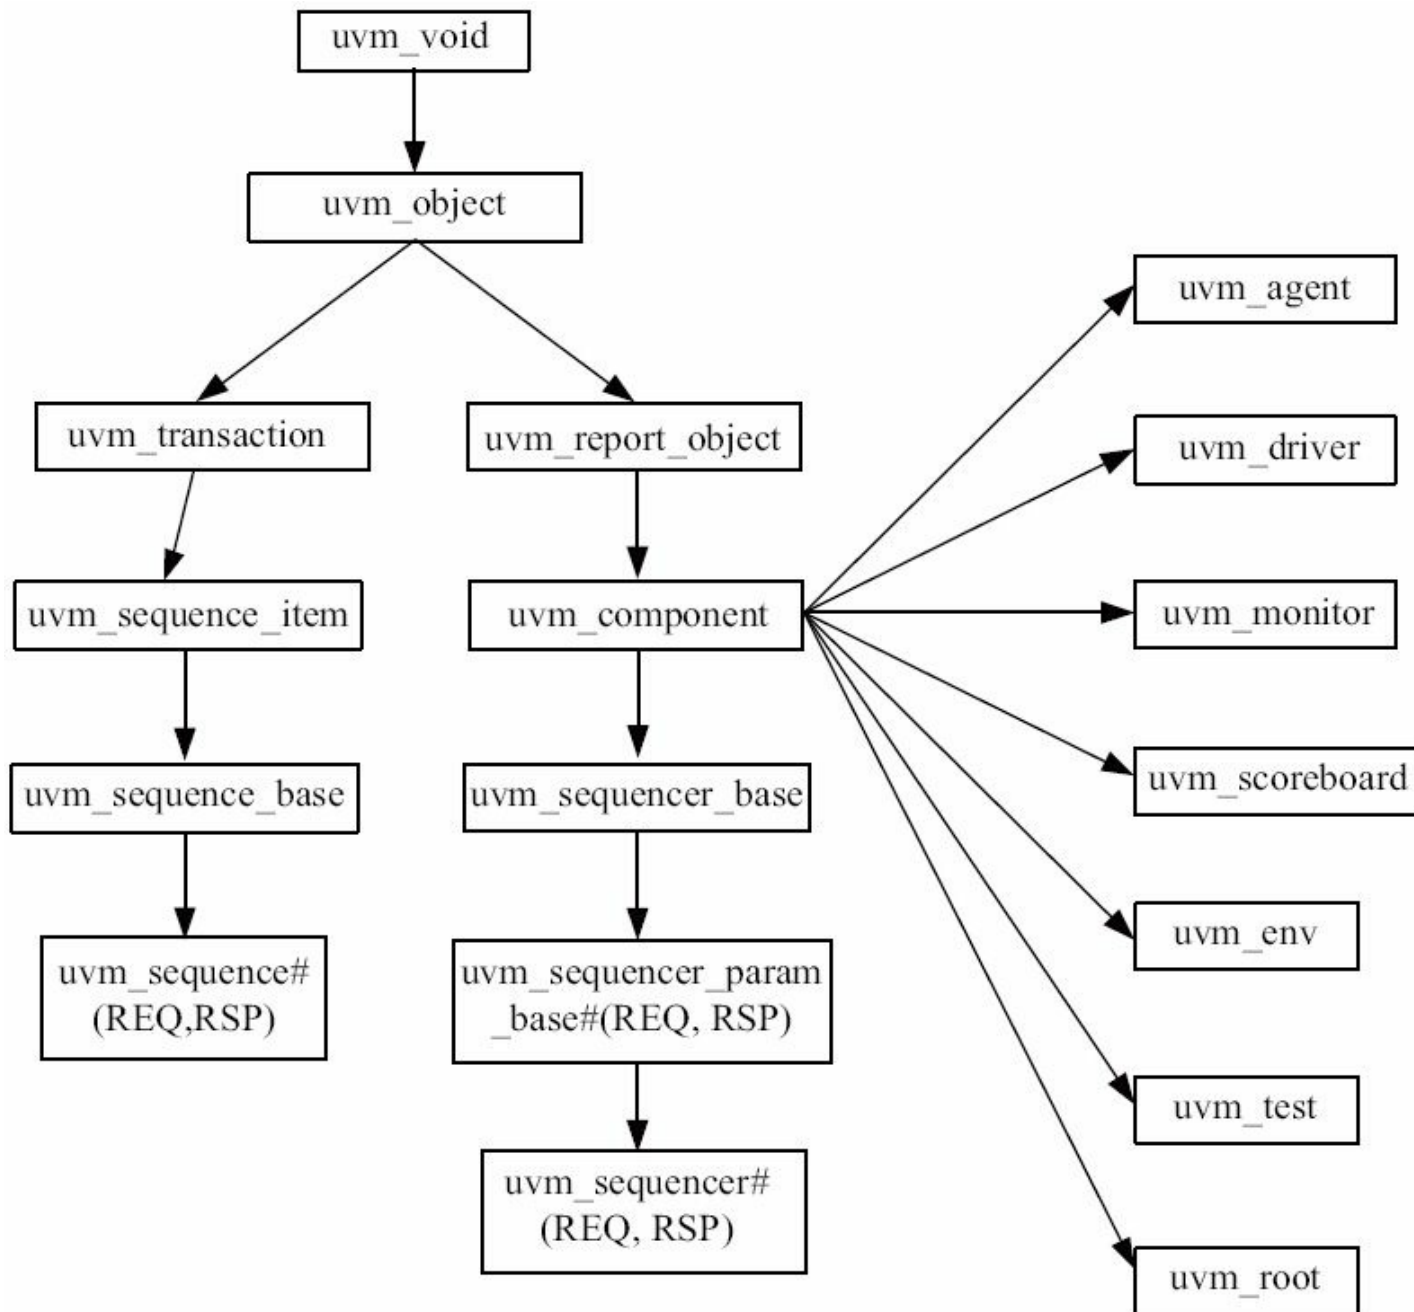 uvm_void
uvm_object
uvm_transaction
uvm_report_object
uvm_sequence_item
uvm_component
uvm_sequence_base
uvm_sequencer_base
uvm_sequence#
(REQ,RSP)
uvm_sequencer_param
_base#(REQ, RSP)
uvm_sequencer#
(REQ, RSP)
uvm_agent
uvm_driver
uvm_monitor
uvm_scoreboard
uvm_env
uvm_test
uvm_root